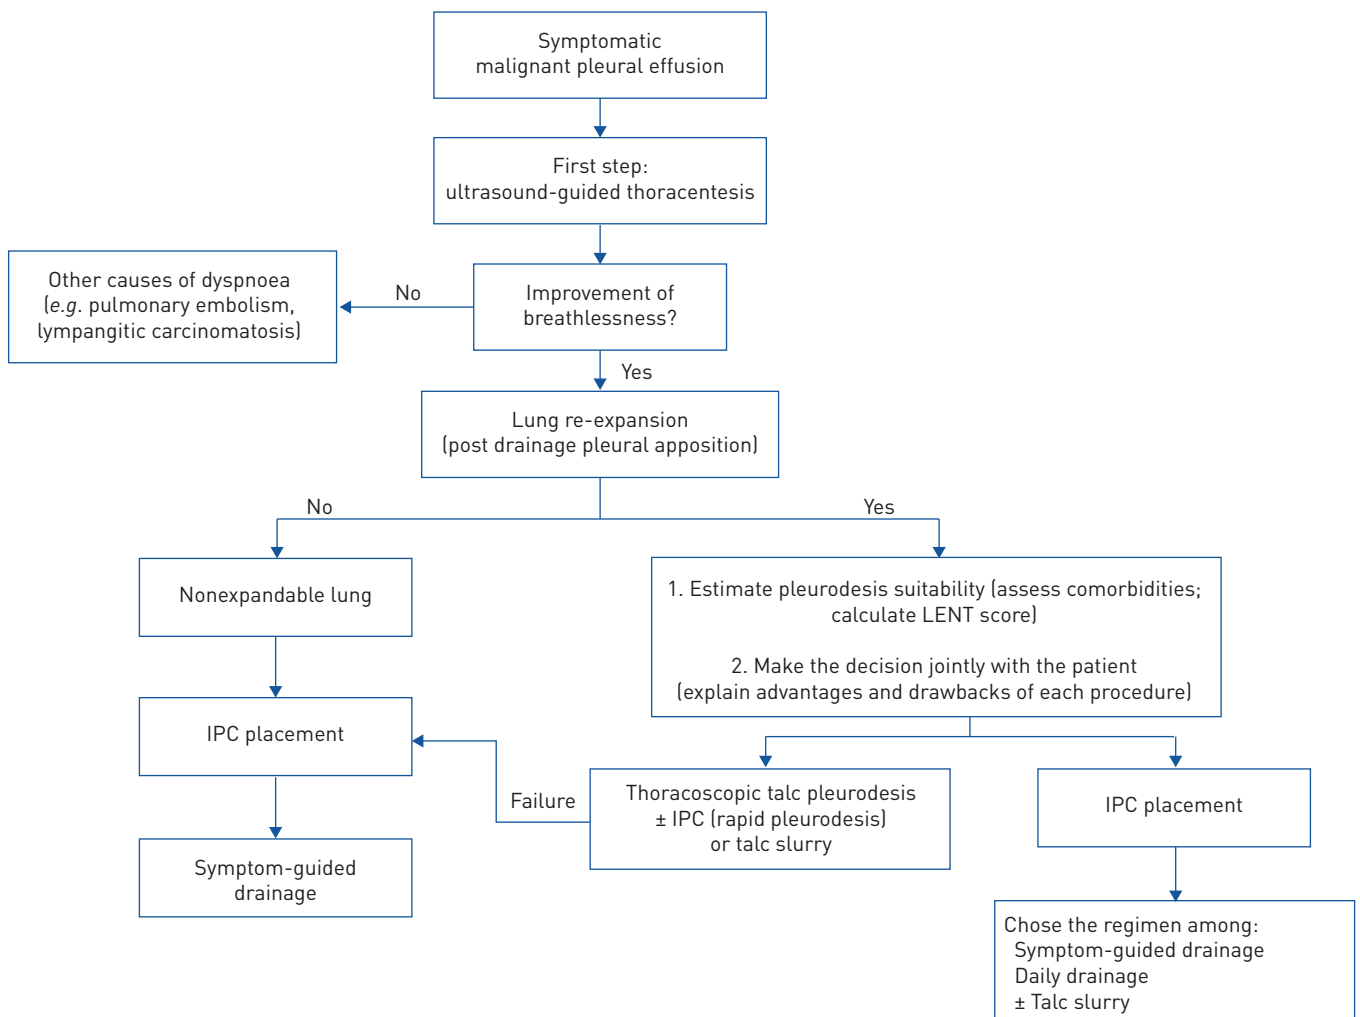 Symptomatic
malignant pleural effusion
First step:
ultrasound-guided thoracentesis
Other causes of dyspnoea
(e.g. pulmonary embolism,
lympangitic carcinomatosis)
No
Improvement of
breathlessness?
Yes
Lung re-expansion
(post drainage pleural apposition)
No
Yes
Nonexpandable lung
1. Estimate pleurodesis suitability (assess comorbidities;
calculate LENT score)
2. Make the decision jointly with the patient
(explain advantages and drawbacks of each procedure)
IPC placement
Failure
Thoracoscopic talc pleurodesis
± IPC (rapid pleurodesis)
or talc slurry
IPC placement
Symptom-guided
drainage
Chose the regimen among:
Symptom-guided drainage
Daily drainage
± Talc slurry